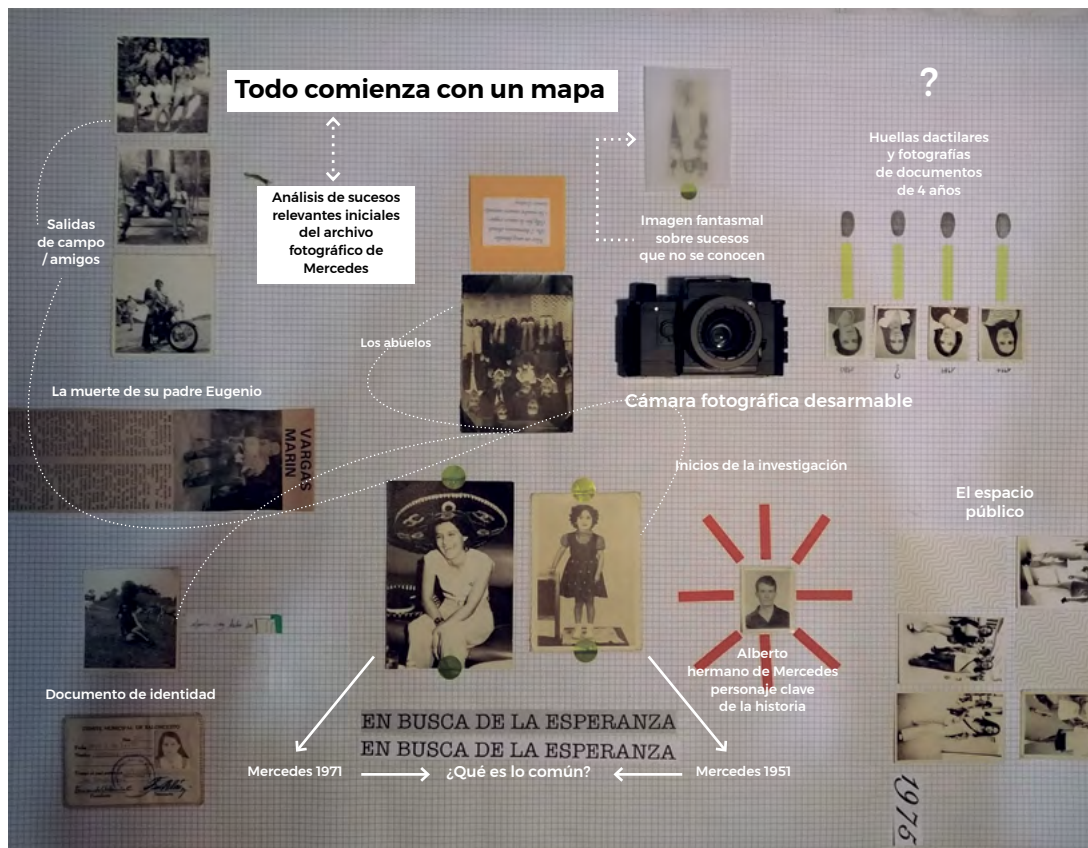 Todo comienza con un mapa
Análisis de sucesos
relevantes iniciales
del archivo
fotográfico de
Mercedes
Salidas
de campo
/ amigos
Imagen fantasmal
sobre sucesos
que no se conocen
?
Huellas dactilares
y fotografías
de documentos
de 4 años
Los abuelos
La muerte de su padre Eugenio
VARGAS
MARIN
Cámara fotográfica desarmable
Inicios de la investigación
El espacio
público
Alberto
hermano de Mercedes
personaje clave
de la historia
Documento de identidad
EN BUSCA DE LA ESPERANZA
EN BUSCA DE LA ESPERANZA
Mercedes 1971
¿Qué es lo común?
Mercedes 1951
1975